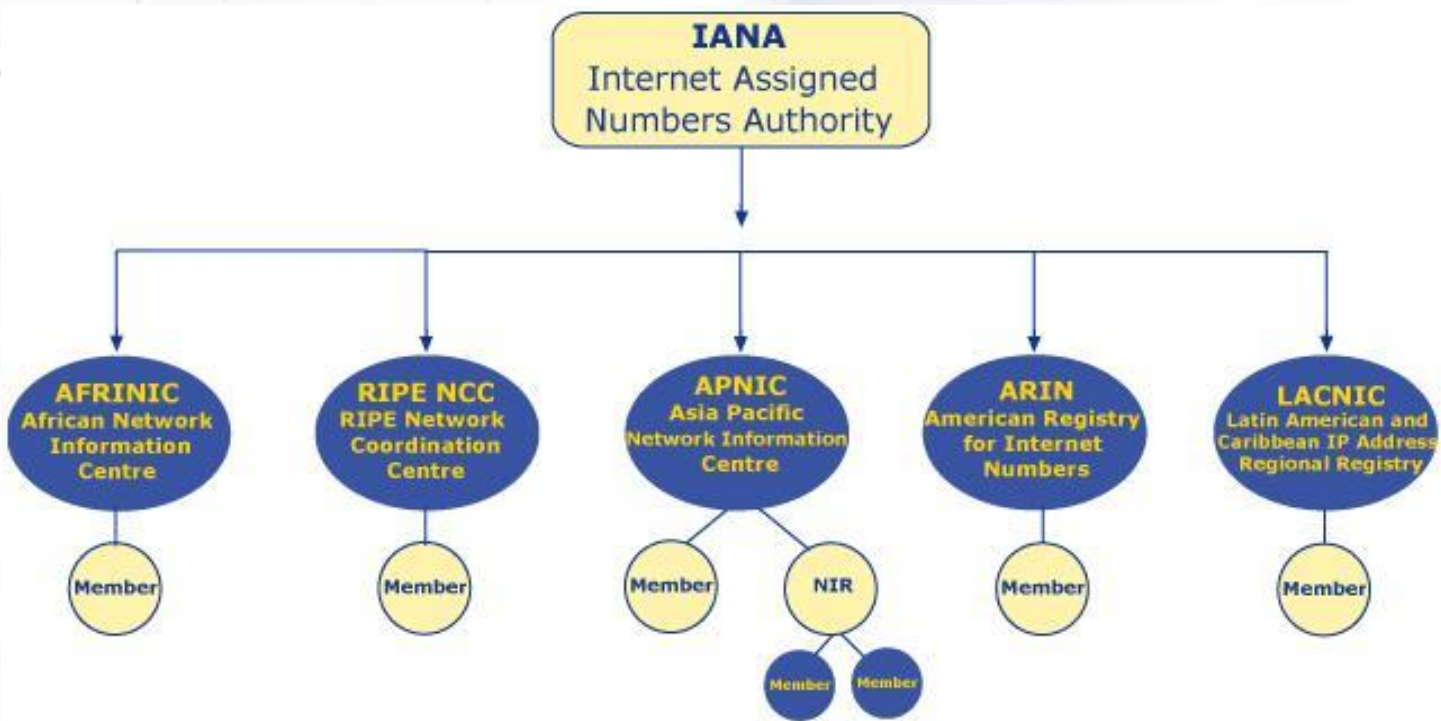 IANA
Internet Assigned
Numbers Authority
AFRINIC
African Network
Information
Centre
RIPE NCC
RIPE Network
Coordination
Centre
APNIC
Asia Pacific
Network Information
Centre
ARIN
American Registry
for Internet
Numbers
LACNIC
Latin American and
Caribbean IP Address
Regional Registry
Member
Member
Member
NIR
Member
Member
Member
Member